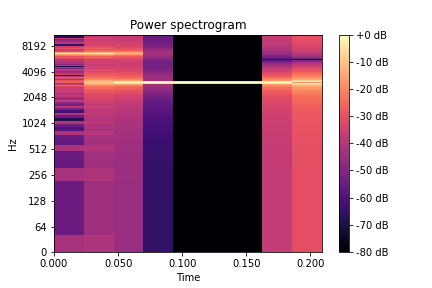 Power spectrogram
8192
4096
2048
1024
512
256
128
64
0
Hz
0.000 0.050 0.100 0.150 0.200
Time
+0 dB
-10 dB
-20 dB
-30 dB
-40 dB
-50 dB
-60 dB
-70 dB
-80 dB